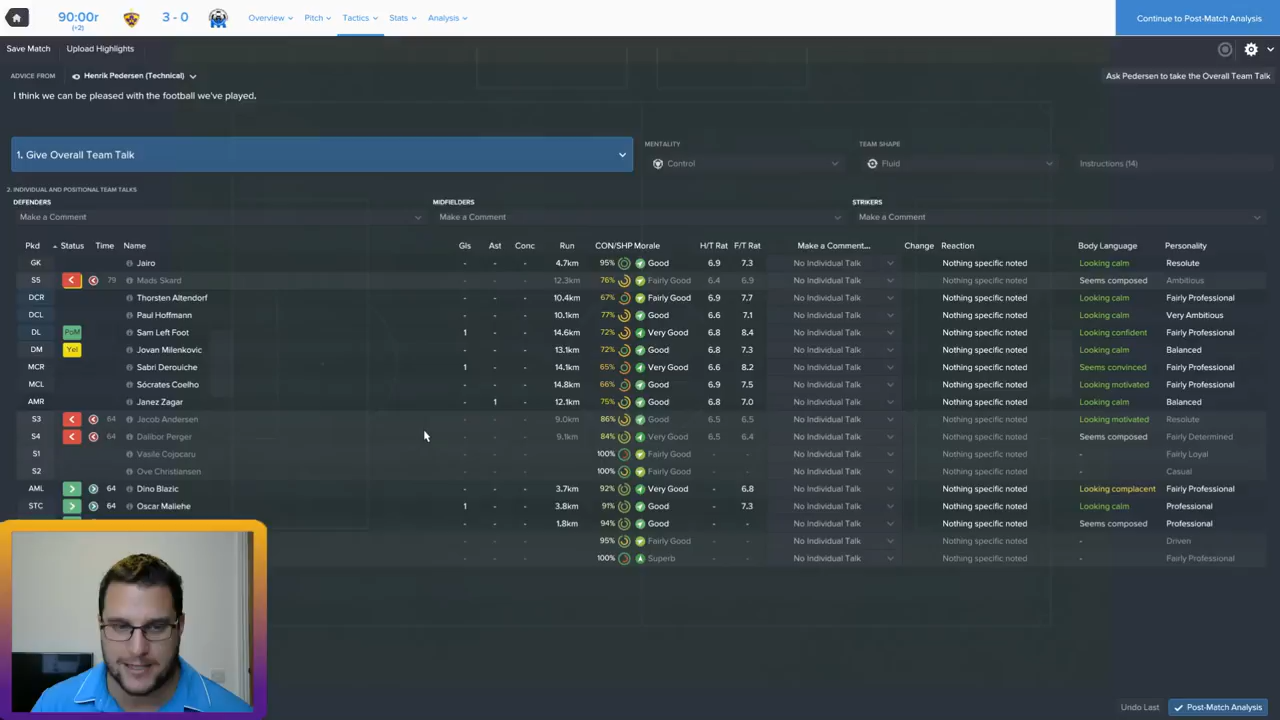 90:00r
(+2)
3 - 0
Overview
Pitch
Tactics
Stats
Analysis
Continue to Post-Match Analysis
Save Match
Upload Highlights
ADVICE FROM
Henrik Pedersen (Technical)
Ask Pedersen to take the Overall Team Talk
I think we can be pleased with the football we've played.
1. Give Overall Team Talk
MENTALITY
Control
TEAM SHAPE
Fluid
Instructions (14)
2. INDIVIDUAL AND POSITIONAL TEAM TALKS
DEFENDERS MIDFIELDERS STRIKERS
Make a Comment Make a Comment Make a Comment
Pkd Status Time Name Gls Ast Conc Run CON/SHP Morale H/T Rat F/T Rat Make a Comment... Change Reaction Body Language Personality
GK Jairo - - - 4.7km 95% Good 6.9 7.3 No Individual Talk Nothing specific noted Looking calm Resolute
S5 79 Mads Skard - - - 12.3km 76% Fairly Good 6.4 6.9 No Individual Talk Nothing specific noted Seems composed Ambitious
DCR Thorsten Altendorf - - - 10.4km 67% Fairly Good 6.9 7.7 No Individual Talk Nothing specific noted Looking calm Fairly Professional
DCL Paul Hoffmann - - - 10.1km 77% Good 6.6 7.1 No Individual Talk Nothing specific noted Looking calm Very Ambitious
DL PoM Sam Left Foot 1 - - 14.6km 72% Very Good 6.8 8.4 No Individual Talk Nothing specific noted Looking confident Fairly Professional
DM Yel Jovan Milenkovic - - - 13.1km 72% Good 6.8 7.3 No Individual Talk Nothing specific noted Looking calm Balanced
MCR Sabri Derouiche 1 - - 14.1km 65% Very Good 6.6 8.2 No Individual Talk Nothing specific noted Seems convinced Fairly Professional
MCL Sócrates Coelho - - - 14.8km 66% Good 6.9 7.5 No Individual Talk Nothing specific noted Looking motivated Fairly Professional
AMR Janez Zagar - 1 - 12.1km 75% Good 6.8 7.0 No Individual Talk Nothing specific noted Looking calm Balanced
S3 64 Jacob Andersen - - - 9.0km 86% Good 6.5 6.5 No Individual Talk Nothing specific noted Looking motivated Resolute
S4 64 Dalibor Perger - - - 9.1km 84% Very Good 6.5 6.4 No Individual Talk Nothing specific noted Seems composed Fairly Determined
S1 Vasile Cojocaru - - - 100% Fairly Good - - No Individual Talk Nothing specific noted - Fairly Loyal
S2 Ove Christiansen - - - 100% Fairly Good - - No Individual Talk Nothing specific noted - Casual
AML 64 Dino Blazic - - - 3.7km 92% Very Good - 6.8 No Individual Talk Nothing specific noted Looking complacent Fairly Professional
STC 64 Oscar Maliehe 1 - - 3.8km 91% Good - 7.3 No Individual Talk Nothing specific noted Looking calm Professional
- - - 1.8km 94% Good - - No Individual Talk Nothing specific noted Seems composed Professional
- - - 95% Fairly Good - - No Individual Talk Nothing specific noted - Driven
- - - 100% Superb - - No Individual Talk Nothing specific noted - Fairly Professional
Undo Last
Post-Match Analysis